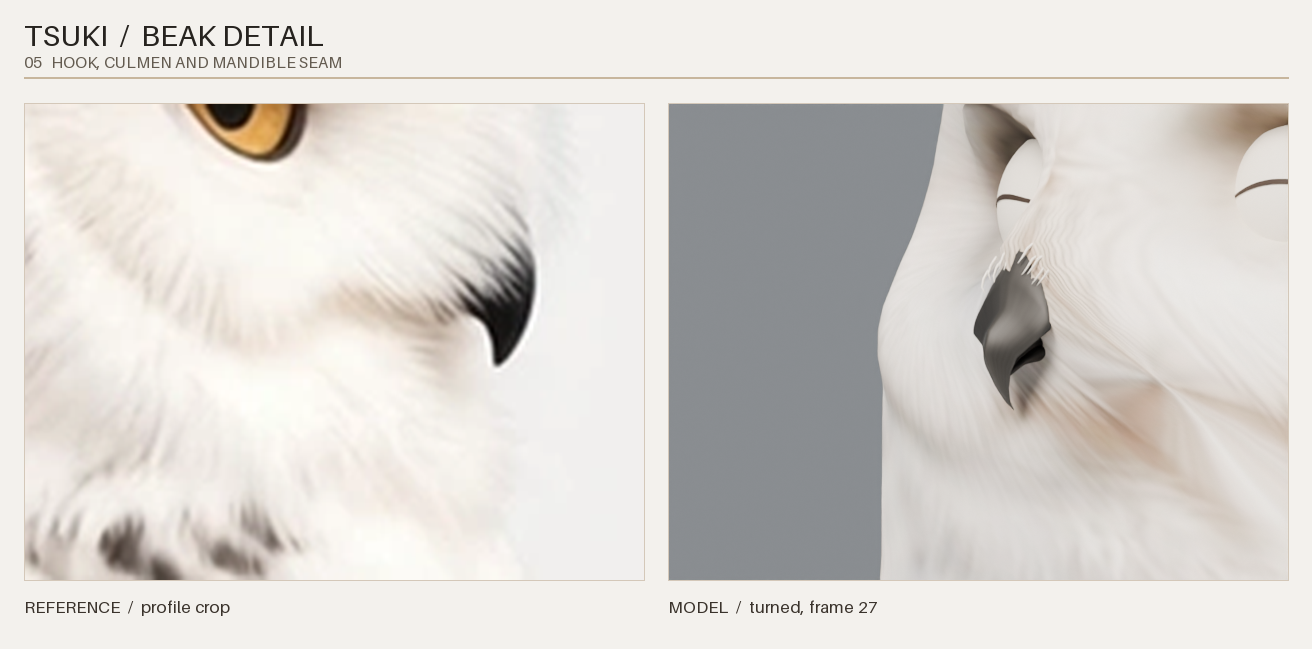 TSUKI / BEAK DETAIL
05 HOOK, CULMEN AND MANDIBLE SEAM
REFERENCE / profile crop
MODEL / turned, frame 27